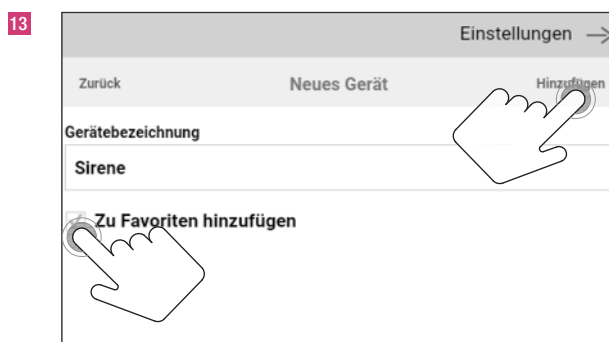 13
Einstellungen
Zurück Neues Gerät Hinzufügen
Gerätebezeichnung
Sirene
Zu Favoriten hinzufügen